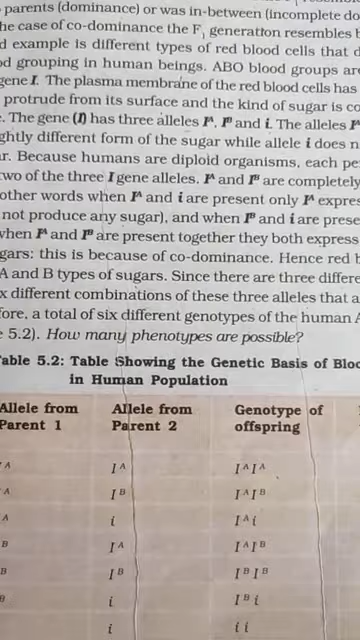 parents (dominance) or was in-between (incomplete do
he case of co-dominance the F1 generation resembles b
d example is different types of red blood cells that d
od grouping in human beings. ABO blood groups ar
gene I. The plasma membrane of the red blood cells has
protrude from its surface and the kind of sugar is co
. The gene (I) has three alleles Iᴬ, Iᴮ and i. The alleles Iᴬ
ghtly different form of the sugar while allele i does n
ar. Because humans are diploid organisms, each pe
two of the three I gene alleles. Iᴬ and Iᴮ are completely
other words when Iᴬ and i are present only Iᴬ expres
not produce any sugar), and when Iᴮ and i are prese
when Iᴬ and Iᴮ are present together they both express
gars: this is because of co-dominance. Hence red b
A and B types of sugars. Since there are three differe
x different combinations of these three alleles that a
fore, a total of six different genotypes of the human A
e 5.2). How many phenotypes are possible?
able 5.2: Table Showing the Genetic Basis of Bloo
in Human Population
Allele from Allele from Genotype of
Parent 1 Parent 2 offspring
A Iᴬ IᴬIᴬ
A Iᴮ IᴬIᴮ
A i Iᴬi
B Iᴬ IᴬIᴮ
B Iᴮ IᴮIᴮ
B i Iᴮi
i i i